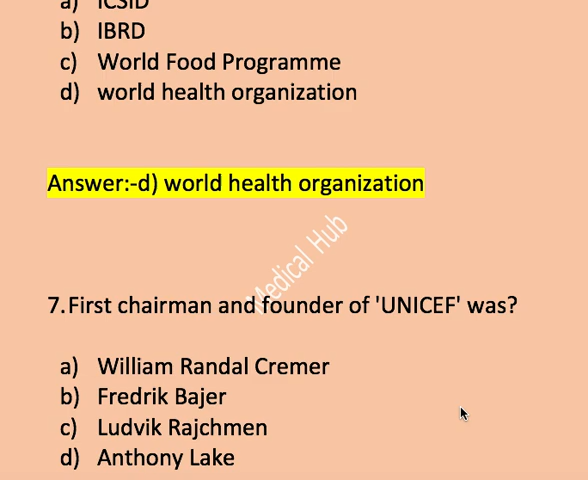 a) ICSID
b) IBRD
c) World Food Programme
d) world health organization
Answer:-d) world health organization
Medical Hub
7.First chairman and founder of 'UNICEF' was?
a) William Randal Cremer
b) Fredrik Bajer
c) Ludvik Rajchmen
d) Anthony Lake